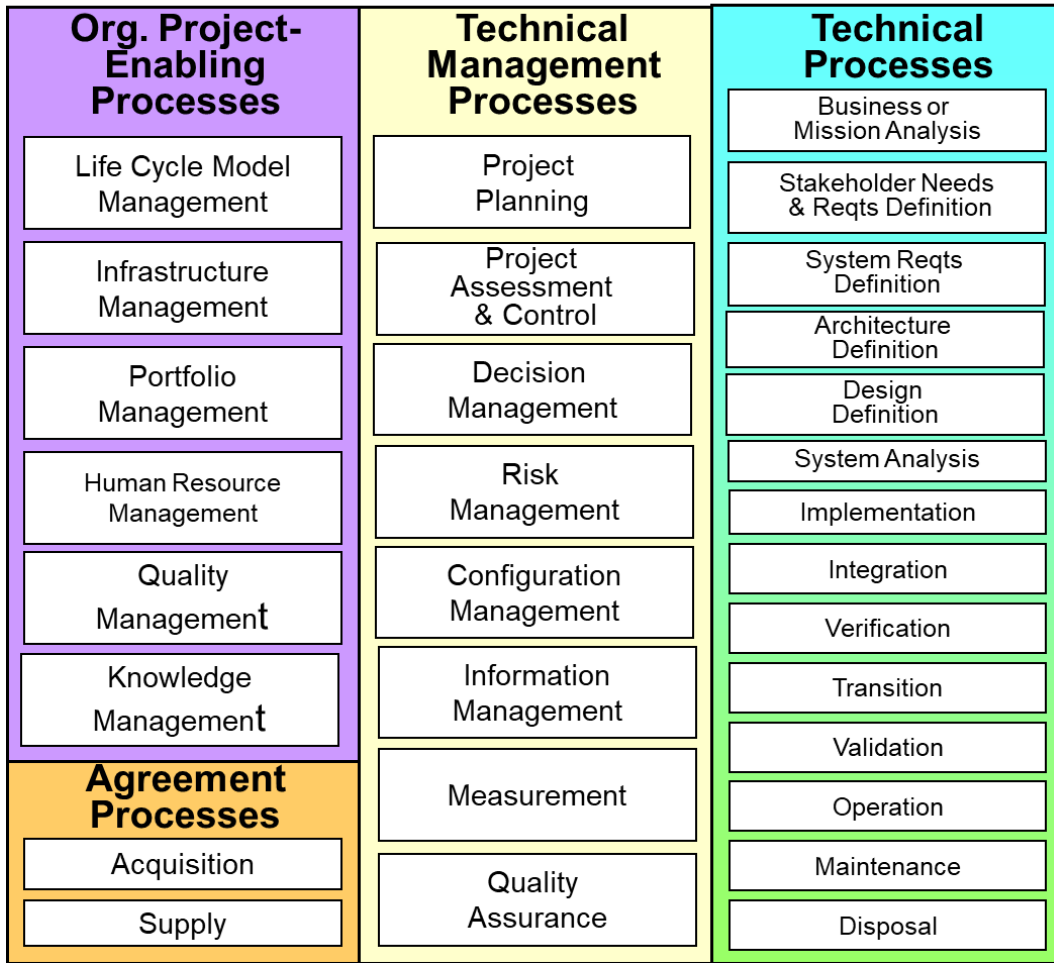 Org. Project-
Enabling
Processes
Life Cycle Model
Management
Infrastructure
Management
Portfolio
Management
Human Resource
Management
Quality
Management
Knowledge
Management
Agreement
Processes
Acquisition
Supply
Technical
Management
Processes
Project
Planning
Project
Assessment
& Control
Decision
Management
Risk
Management
Configuration
Management
Information
Management
Measurement
Quality
Assurance
Technical
Processes
Business or
Mission Analysis
Stakeholder Needs
& Reqts Definition
System Reqts
Definition
Architecture
Definition
Design
Definition
System Analysis
Implementation
Integration
Verification
Transition
Validation
Operation
Maintenance
Disposal